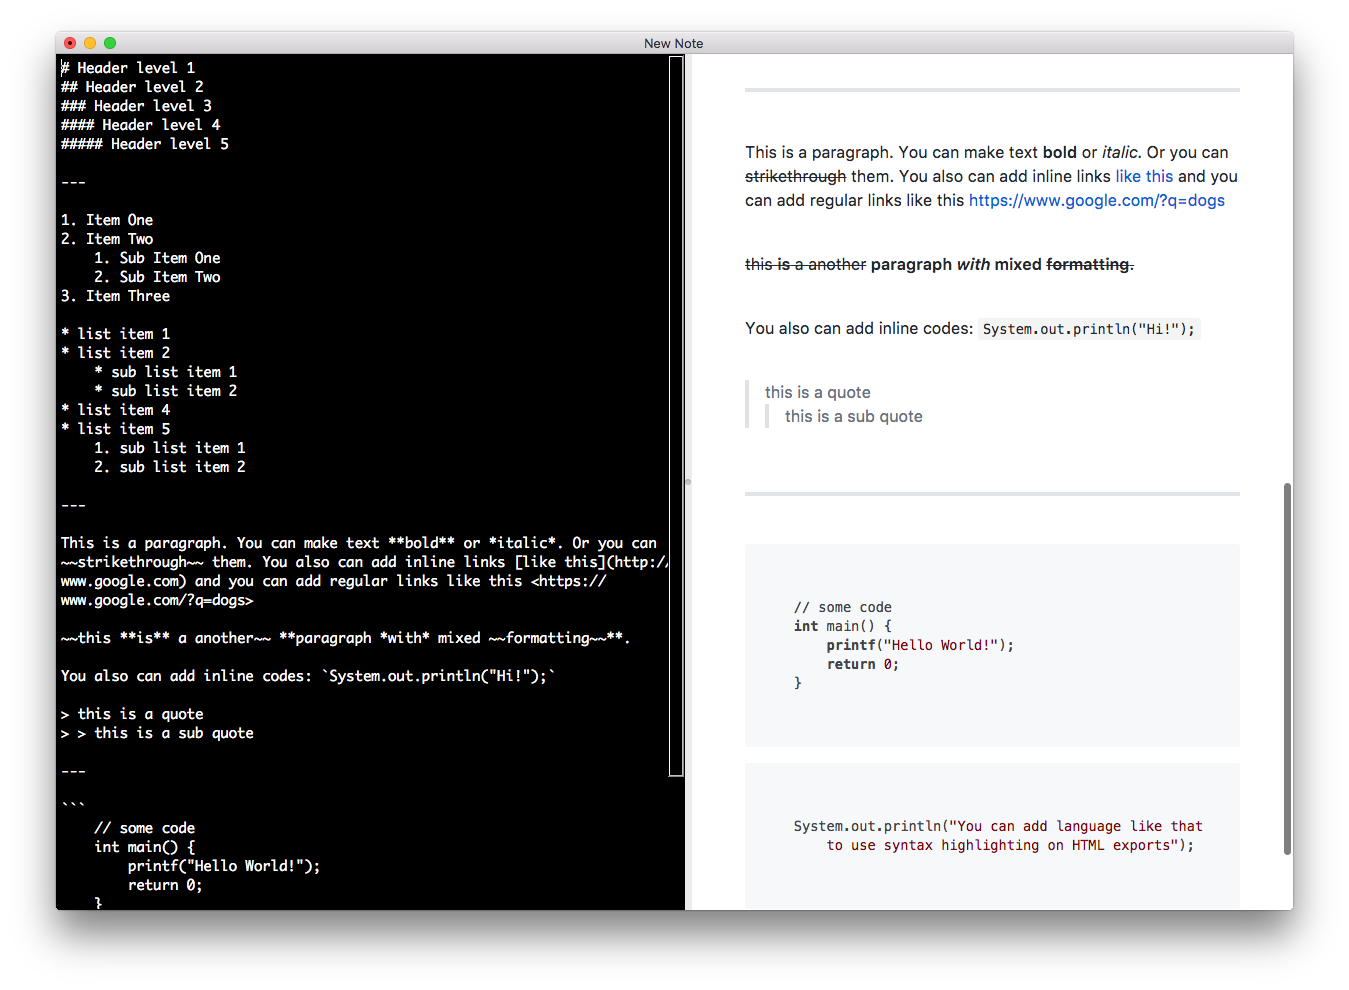 New Note
# Header level 1
## Header level 2
### Header level 3
#### Header level 4
##### Header level 5
---
1. Item One
2. Item Two
    1. Sub Item One
    2. Sub Item Two
3. Item Three
* list item 1
* list item 2
    * sub list item 1
    * sub list item 2
* list item 4
* list item 5
    1. sub list item 1
    2. sub list item 2
---
This is a paragraph. You can make text **bold** or *italic*. Or you can
~~strikethrough~~ them. You also can add inline links [like this](http:/
www.google.com) and you can add regular links like this <https://
www.google.com/?q=dogs>
~~this **is** a another~~ **paragraph *with* mixed ~~formatting~~**.
You also can add inline codes: `System.out.println("Hi!");`
> this is a quote
> > this is a sub quote
---
```
    // some code
    int main() {
        printf("Hello World!");
        return 0;
    }
This is a paragraph. You can make text bold or italic. Or you can
strikethrough them. You also can add inline links like this and you
can add regular links like this https://www.google.com/?q=dogs
this is a another paragraph with mixed formatting.
You also can add inline codes: System.out.println("Hi!");
this is a quote
this is a sub quote
// some code
int main() {
    printf("Hello World!");
    return 0;
}
System.out.println("You can add language like that
    to use syntax highlighting on HTML exports");